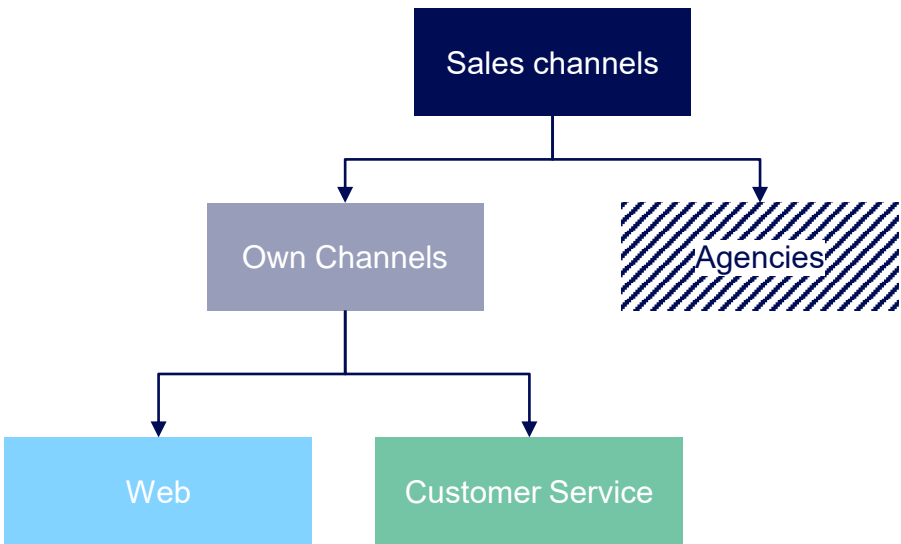 Sales channels
Own Channels
Agencies
Web
Customer Service